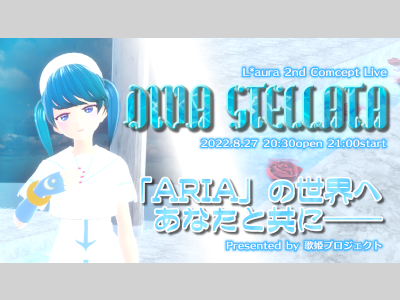 L*aura 2nd Comcept Live
DIVA STELLATA
2022.8.27 20:30open 21:00start
「ARIA」の世界へ
あなたと共に――
Presented by 歌姫プロジェクト